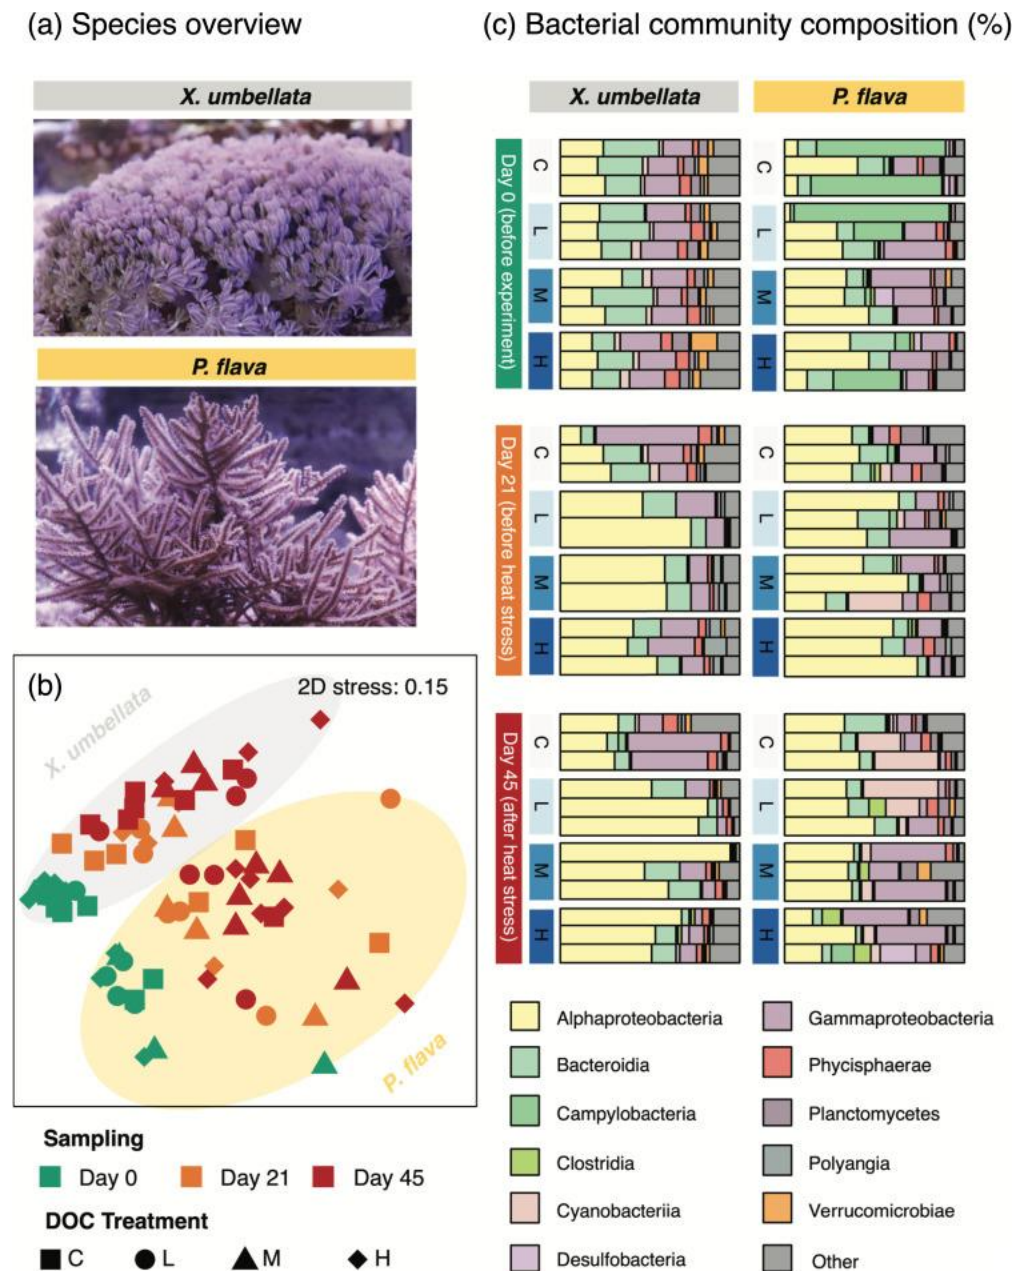 (a) Species overview
X. umbellata
P. flava
(b)
2D stress: 0.15
X. umbellata
P. flava
Sampling
Day 0
Day 21
Day 45
DOC Treatment
C
L
M
H
(c) Bacterial community composition (%)
X. umbellata
P. flava
Day 0 (before experiment)
C
C
L
L
M
M
H
H
Day 21 (before heat stress)
C
C
L
L
M
M
H
H
Day 45 (after heat stress)
C
C
L
L
M
M
H
H
Alphaproteobacteria
Bacteroidia
Campylobacteria
Clostridia
Cyanobacteriia
Desulfobacteria
Gammaproteobacteria
Phycisphaerae
Planctomycetes
Polyangia
Verrucomicrobiae
Other